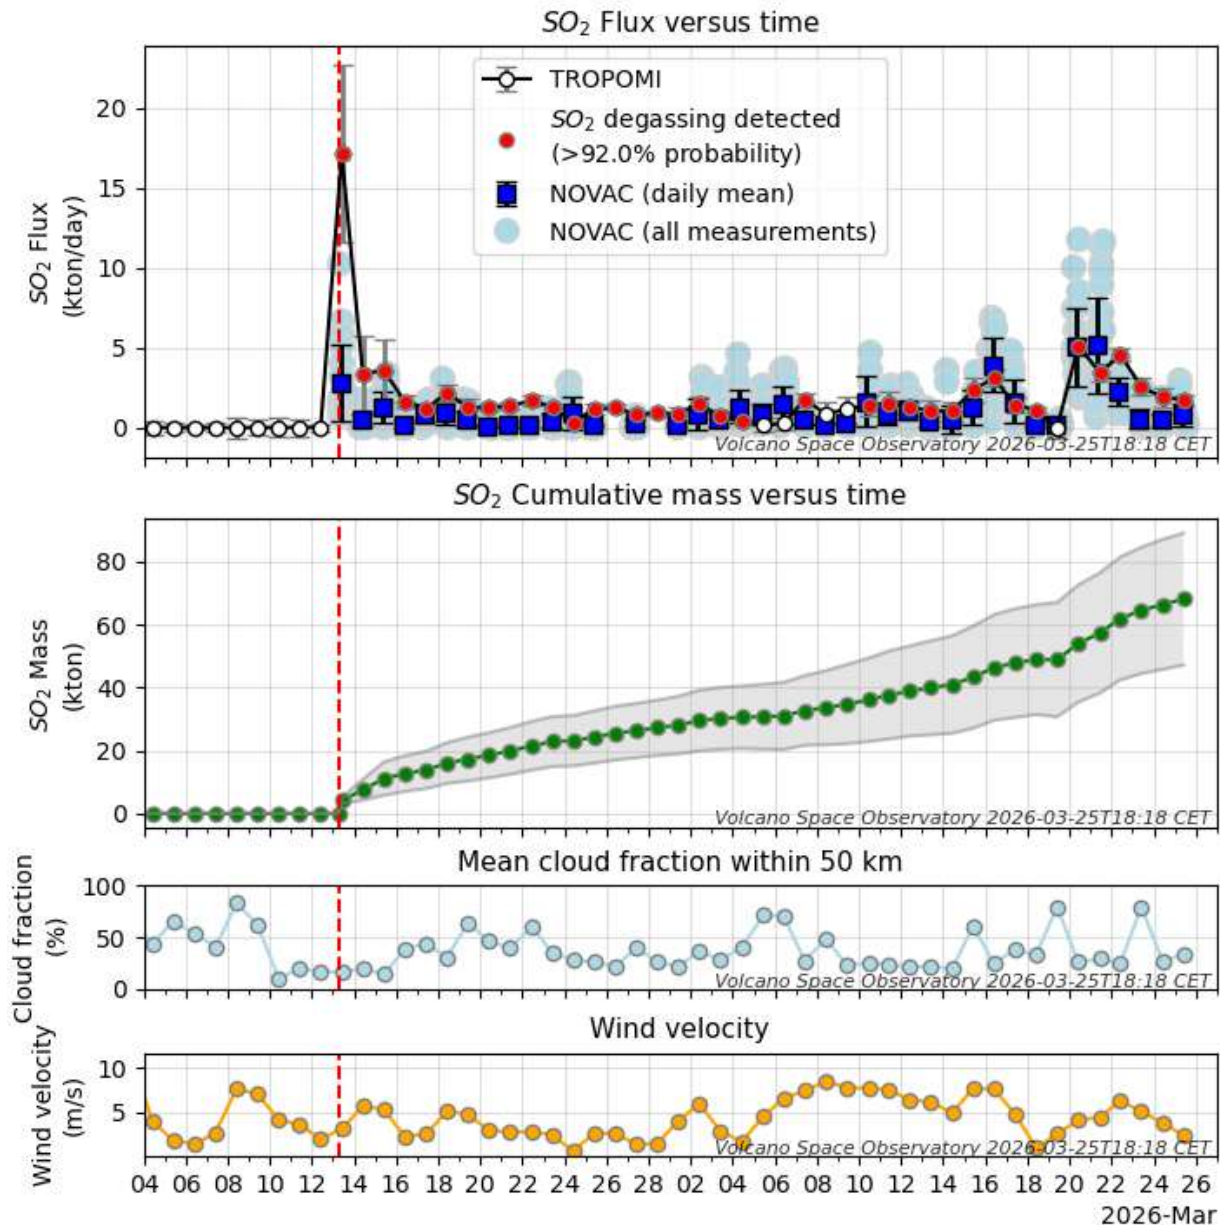 SO₂ Flux versus time
TROPOMI
SO₂ degassing detected
(>92.0% probability)
NOVAC (daily mean)
NOVAC (all measurements)
SO₂ Flux
(kton/day)
20
15
10
5
0
Volcano Space Observatory 2026-03-25T18:18 CET
SO₂ Cumulative mass versus time
SO₂ Mass
(kton)
80
60
40
20
0
Volcano Space Observatory 2026-03-25T18:18 CET
Mean cloud fraction within 50 km
Cloud fraction
(%)
100
50
0
Volcano Space Observatory 2026-03-25T18:18 CET
Wind velocity
Wind velocity
(m/s)
10
5
Volcano Space Observatory 2026-03-25T18:18 CET
04 06 08 10 12 14 16 18 20 22 24 26 28 02 04 06 08 10 12 14 16 18 20 22 24 26
2026-Mar